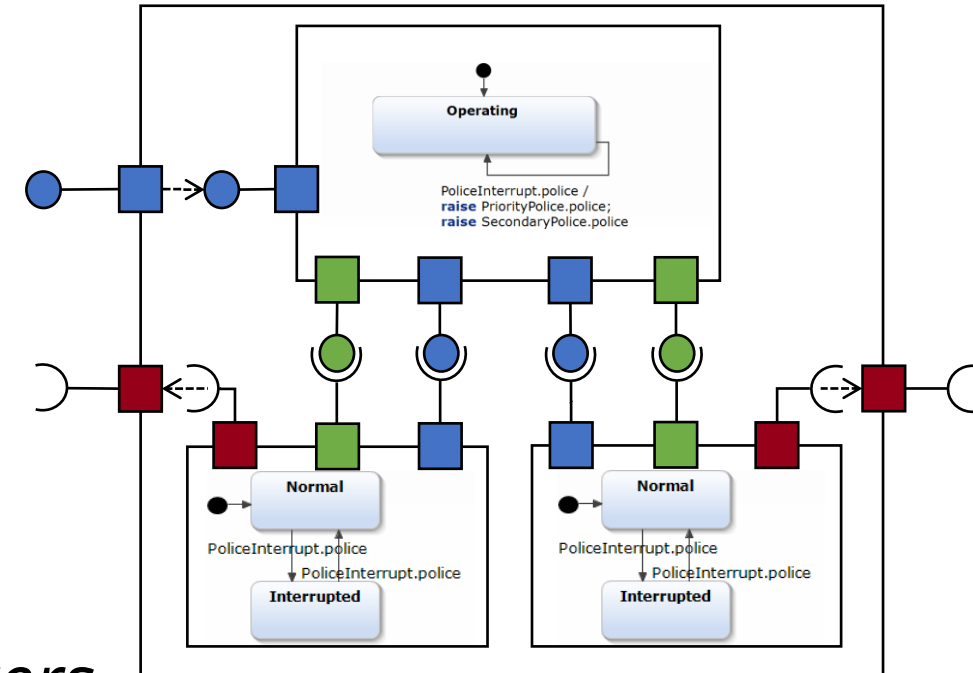 Operating
PoliceInterrupt.police /
raise PriorityPolice.police;
raise SecondaryPolice.police
Normal
PoliceInterrupt.police
PoliceInterrupt.police
Interrupted
Normal
PoliceInterrupt.police
PoliceInterrupt.police
Interrupted